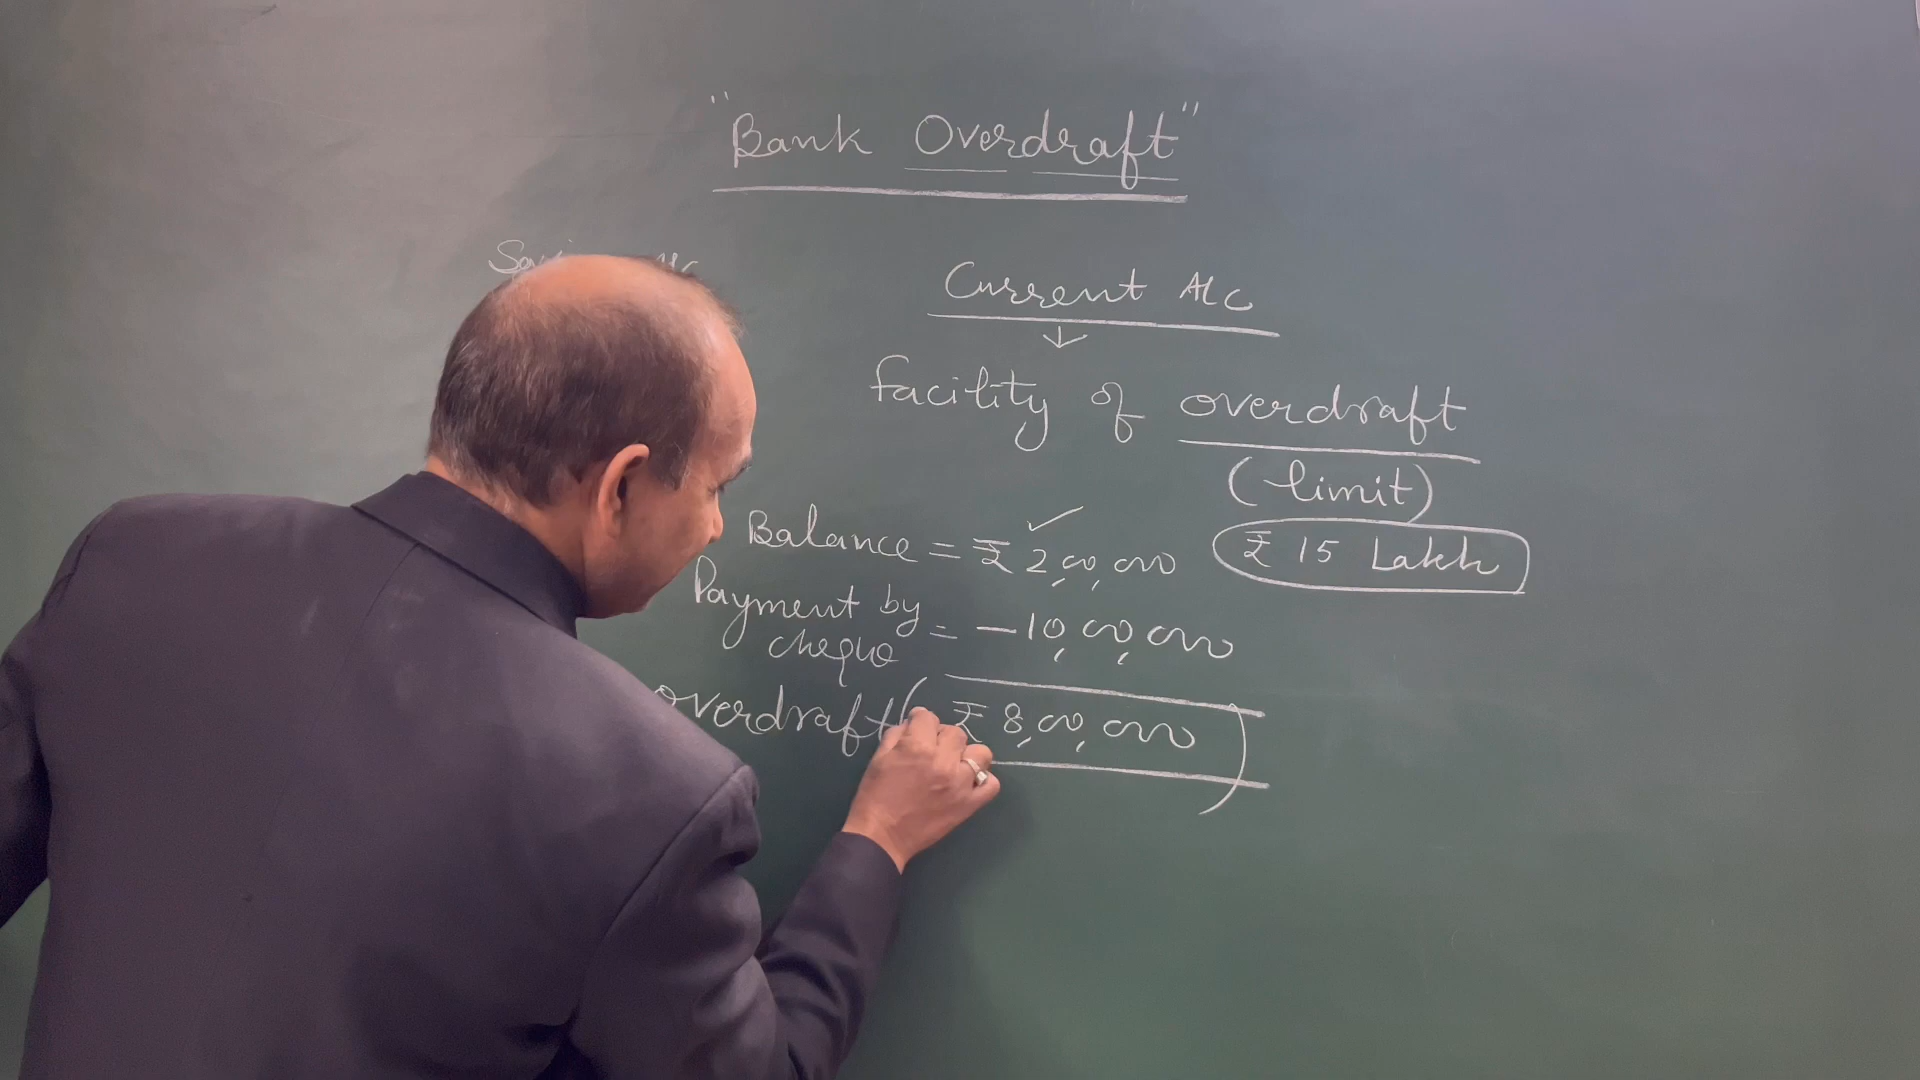 "Bank Overdraft"
Current A/c
↓
facility of overdraft
(limit)
₹ 15 Lakh
Balance = ₹ 2,00,000
Payment by cheque = — 10,00,000
overdraft ( ₹ 8,00,000 )